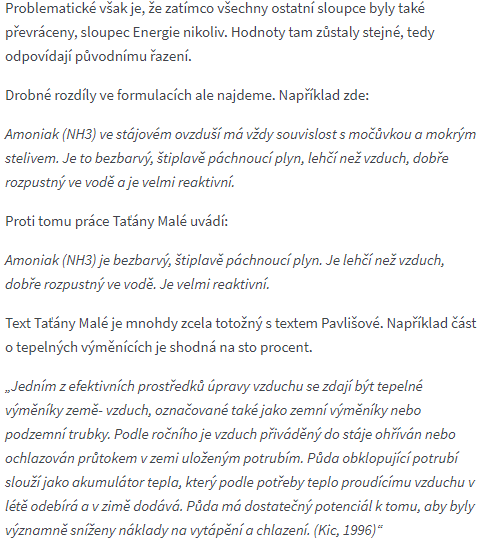 Problematické však je, že zatímco všechny ostatní sloupce byly také
převráceny, sloupec Energie nikoliv. Hodnoty tam zůstaly stejné, tedy
odpovídají původnímu řazení.
Drobné rozdíly ve formulacích ale najdeme. Například zde:
Amoniak (NH3) ve stájovém ovzduší má vždy souvislost s močůvkou a mokrým
stelivem. Je to bezbarvý, štiplavě páchnoucí plyn, lehčí než vzduch, dobře
rozpustný ve vodě a je velmi reaktivní.
Proti tomu práce Taťány Malé uvádí:
Amoniak (NH3) je bezbarvý, štiplavě páchnoucí plyn. Je lehčí než vzduch,
dobře rozpustný ve vodě. Je velmi reaktivní.
Text Taťány Malé je mnohdy zcela totožný s textem Pavlišové. Například část
o tepelných výměnících je shodná na sto procent.
„Jedním z efektivních prostředků úpravy vzduchu se zdají být tepelné
výměníky země- vzduch, označované také jako zemní výměníky nebo
podzemní trubky. Podle ročního je vzduch přiváděný do stáje ohříván nebo
ochlazován průtokem v zemi uloženým potrubím. Půda obklopující potrubí
slouží jako akumulátor tepla, který podle potřeby teplo proudícímu vzduchu v
létě odebírá a v zimě dodává. Půda má dostatečný potenciál k tomu, aby byly
významně sníženy náklady na vytápění a chlazení. (Kic, 1996)“